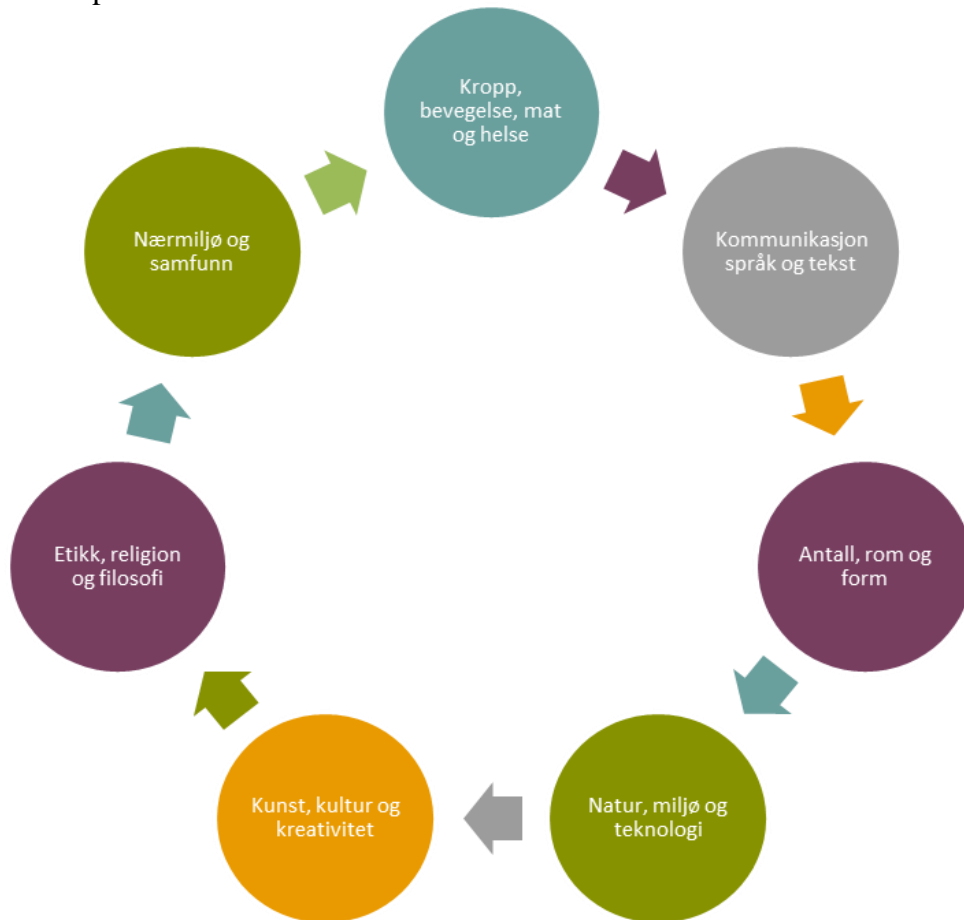 Kropp,
bevegelse, mat
og helse
Kommunikasjon
språk og tekst
Antall, rom og
form
Natur, miljø og
teknologi
Kunst, kultur og
kreativitet
Etikk, religion
og filosofi
Nærmiljø og
samfunn